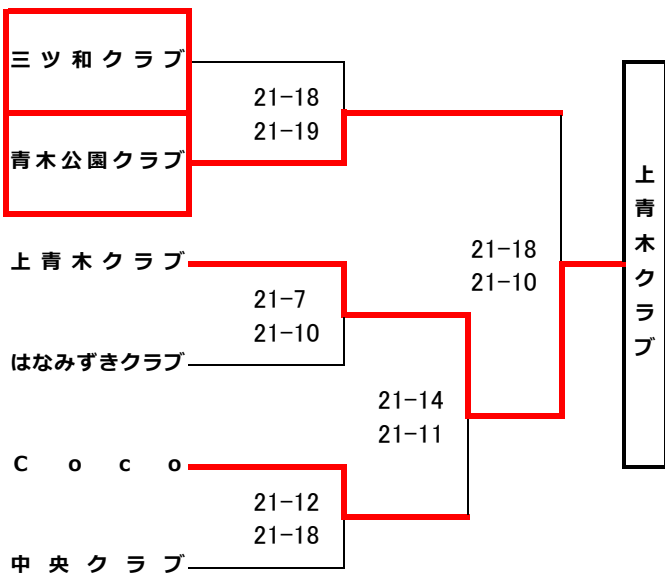 三ツ和クラブ
21-18
21-19
青木公園クラブ
上青木クラブ
21-7
21-10
はなみずきクラブ
21-18
21-10
上青木クラブ
21-14
21-11
Coco
21-12
21-18
中央クラブ